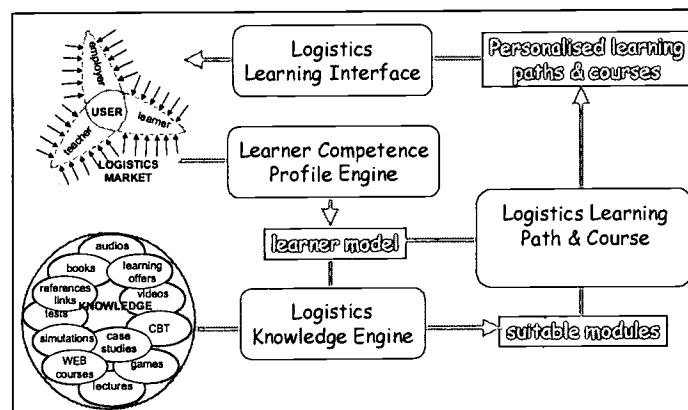 employer
USER
learner
teacher
LOGISTICS
MARKET
Logistics
Learning Interface
Personalised learning
paths & courses
Learner Competence
Profile Engine
learner model
Logistics Learning
Path & Course
audios
books
learning
offers
references
links
KNOWLEDGE
videos
tests
CBT
simulations
case
studies
WEB
courses
games
lectures
Logistics
Knowledge Engine
suitable modules